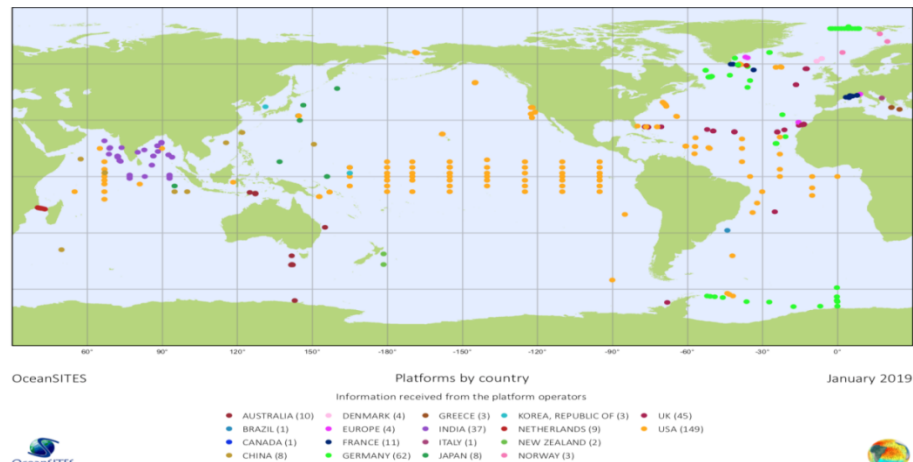 60° 90° 120° 150° 180° -150° -120° -90° -60° -30° 0°
OceanSITES Platforms by country January 2019
Information received from the platform operators
AUSTRALIA (10) DENMARK (4) GREECE (3) KOREA, REPUBLIC OF (3) UK (45)
BRAZIL (1) EUROPE (4) INDIA (37) NETHERLANDS (9) USA (149)
CANADA (1) FRANCE (11) ITALY (1) NEW ZEALAND (2)
CHINA (8) GERMANY (62) JAPAN (8) NORWAY (3)
OceanSITES